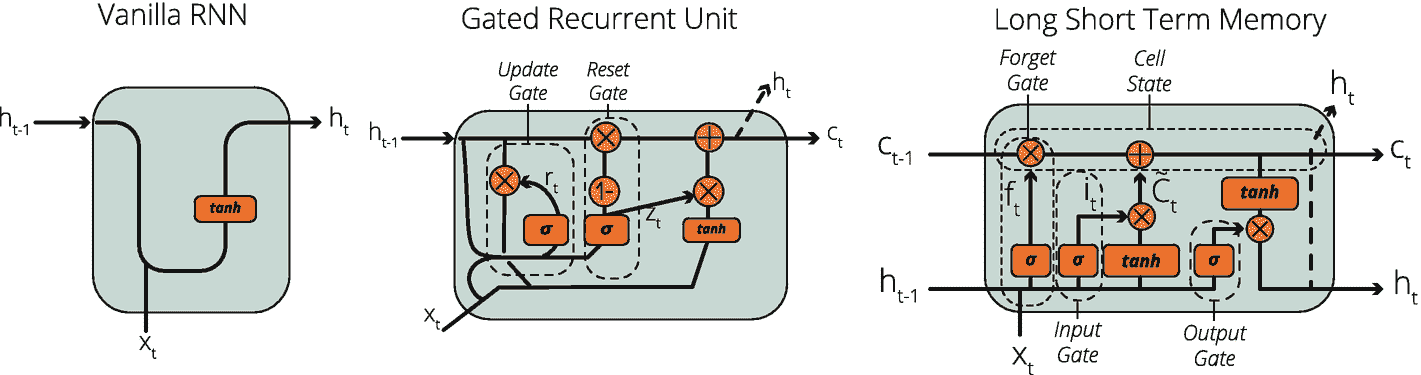 Vanilla RNN
h_{t-1}
h_t
tanh
x_t
Gated Recurrent Unit
Update
Gate
Reset
Gate
h_t
h_{t-1}
×
+
c_t
×
r_t
1-
×
z_t
σ
σ
tanh
x_t
Long Short Term Memory
Forget
Gate
Cell
State
h_t
C_{t-1}
×
+
C_t
f_t
i_t
C̃_t
tanh
×
×
σ
σ
tanh
σ
h_{t-1}
h_t
x_t
Input
Gate
Output
Gate